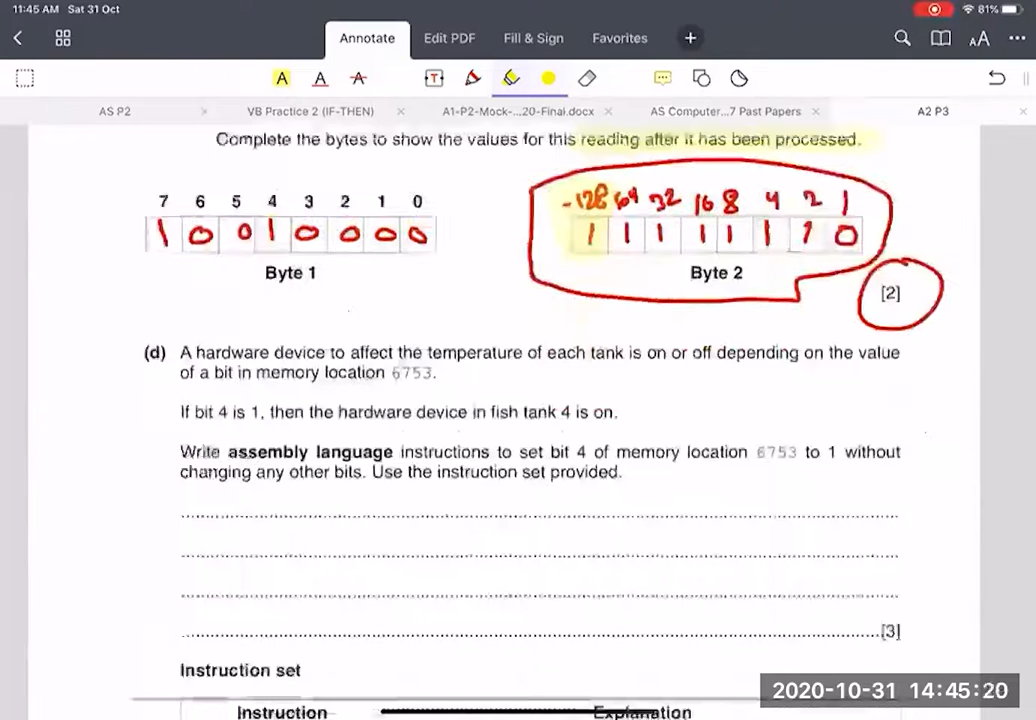 11:45 AM Sat 31 Oct 81%
Annotate Edit PDF Fill & Sign Favorites + AA
A A A T
AS P2 × VB Practice 2 (IF-THEN) × A1-P2-Mock-...20-Final.docx × AS Computer...7 Past Papers × A2 P3 ×
Complete the bytes to show the values for this reading after it has been processed.
7 6 5 4 3 2 1 0 -128 64 32 16 8 4 2 1
1 0 0 1 0 0 0 0 1 1 1 1 1 1 1 0
Byte 1 Byte 2
[2]
(d) A hardware device to affect the temperature of each tank is on or off depending on the value
of a bit in memory location 6753.
If bit 4 is 1, then the hardware device in fish tank 4 is on.
Write assembly language instructions to set bit 4 of memory location 6753 to 1 without
changing any other bits. Use the instruction set provided.
[3]
Instruction set
2020-10-31 14:45:20
Instruction Explanation